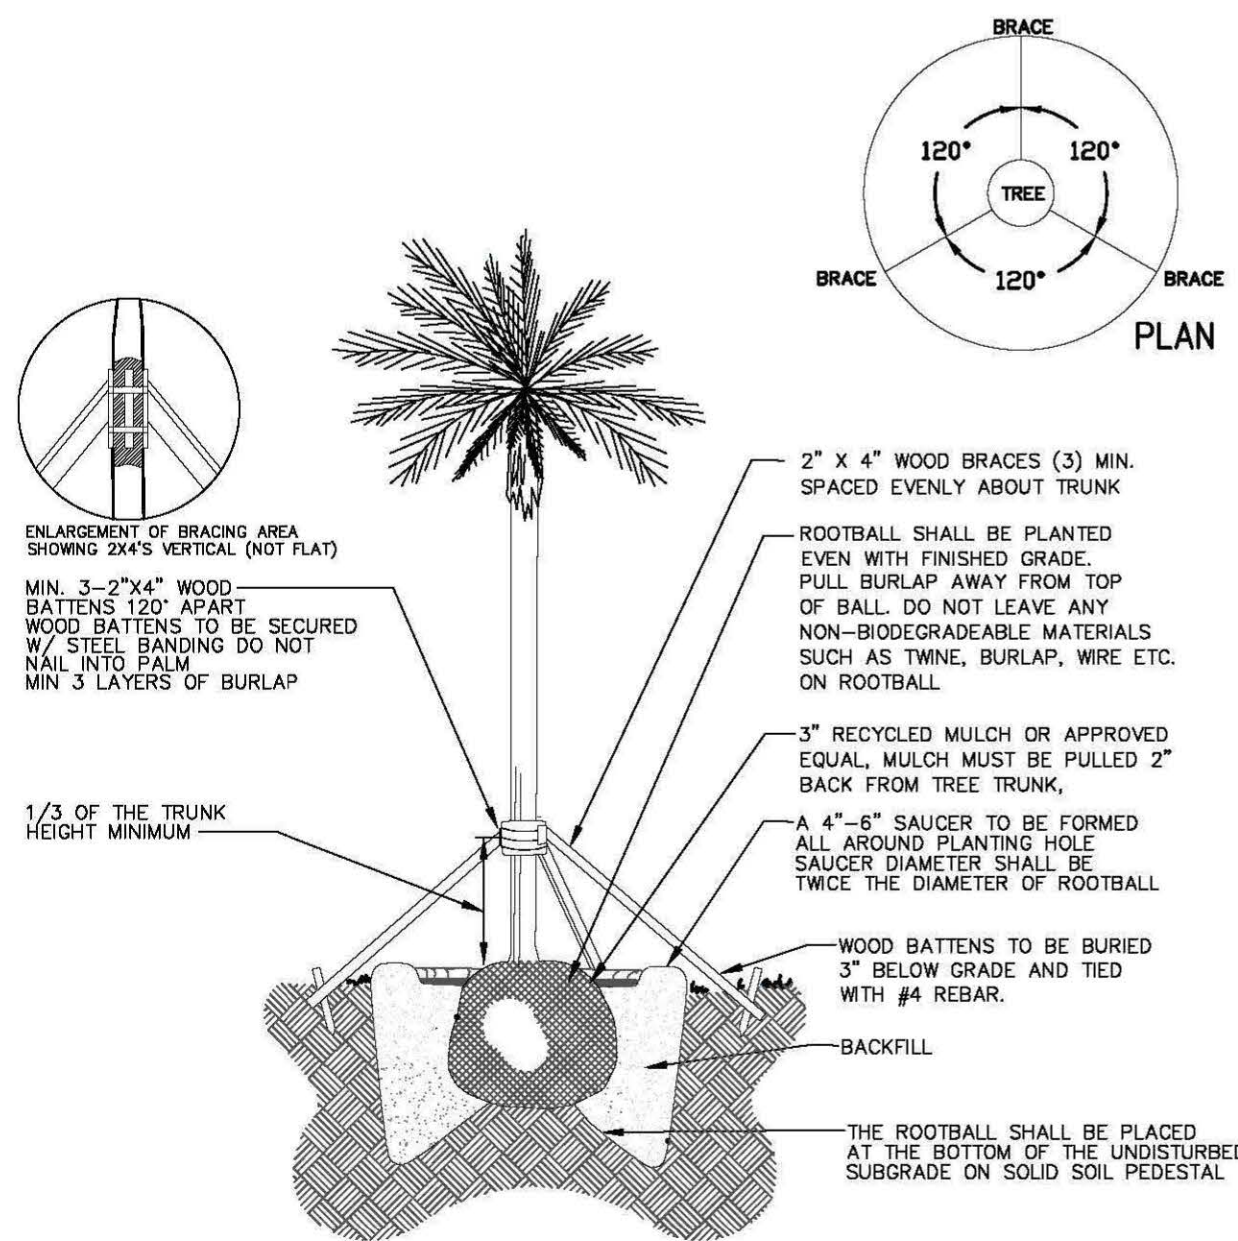 BRACE
120°
120°
TREE
BRACE
120°
BRACE
PLAN
ENLARGEMENT OF BRACING AREA
SHOWING 2X4'S VERTICAL (NOT FLAT)
MIN. 3-2"X4" WOOD
BATTENS 120° APART
WOOD BATTENS TO BE SECURED
W/ STEEL BANDING DO NOT
NAIL INTO PALM
MIN 3 LAYERS OF BURLAP
1/3 OF THE TRUNK
HEIGHT MINIMUM
2" X 4" WOOD BRACES (3) MIN.
SPACED EVENLY ABOUT TRUNK
ROOTBALL SHALL BE PLANTED
EVEN WITH FINISHED GRADE.
PULL BURLAP AWAY FROM TOP
OF BALL. DO NOT LEAVE ANY
NON-BIODEGRADEABLE MATERIALS
SUCH AS TWINE, BURLAP, WIRE ETC.
ON ROOTBALL
3" RECYCLED MULCH OR APPROVED
EQUAL, MULCH MUST BE PULLED 2"
BACK FROM TREE TRUNK,
A 4"-6" SAUCER TO BE FORMED
ALL AROUND PLANTING HOLE
SAUCER DIAMETER SHALL BE
TWICE THE DIAMETER OF ROOTBALL
WOOD BATTENS TO BE BURIED
3" BELOW GRADE AND TIED
WITH #4 REBAR.
BACKFILL
THE ROOTBALL SHALL BE PLACED
AT THE BOTTOM OF THE UNDISTURBED
SUBGRADE ON SOLID SOIL PEDESTAL